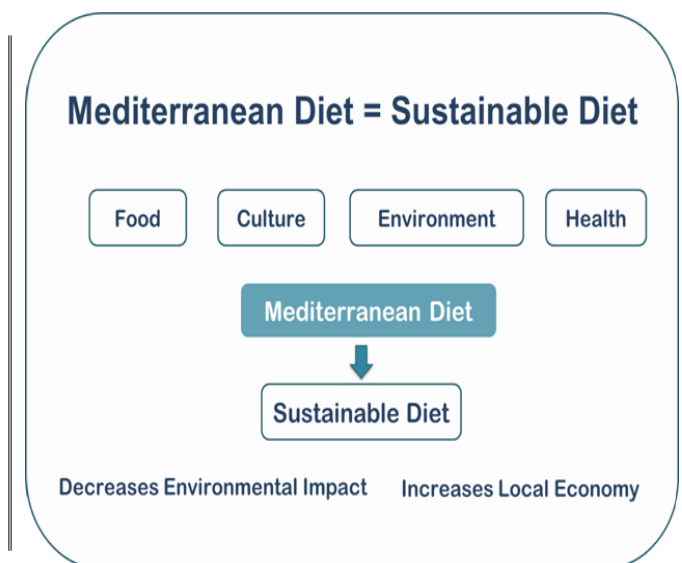 Mediterranean Diet = Sustainable Diet
Food Culture Environment Health
Mediterranean Diet
Sustainable Diet
Decreases Environmental Impact Increases Local Economy